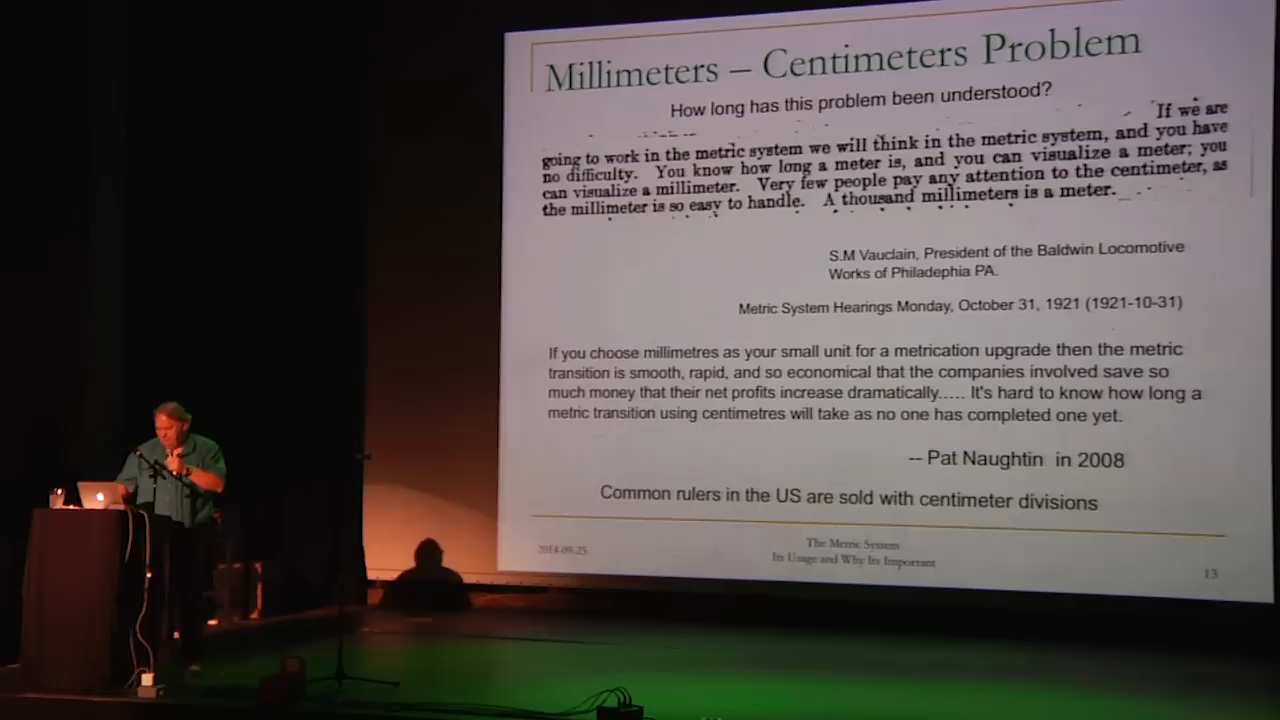 Millimeters – Centimeters Problem
How long has this problem been understood?
If we are
going to work in the metric system we will think in the metric system, and you have
no difficulty. You know how long a meter is, and you can visualize a meter; you
can visualize a millimeter. Very few people pay any attention to the centimeter, as
the millimeter is so easy to handle. A thousand millimeters is a meter.
S.M Vauclain, President of the Baldwin Locomotive
Works of Philadephia PA.
Metric System Hearings Monday, October 31, 1921 (1921-10-31)
If you choose millimetres as your small unit for a metrication upgrade then the metric
transition is smooth, rapid, and so economical that the companies involved save so
much money that their net profits increase dramatically..... It's hard to know how long a
metric transition using centimetres will take as no one has completed one yet.
-- Pat Naughtin in 2008
Common rulers in the US are sold with centimeter divisions
2014-09-25
The Metric System
Its Usage and Why Its Important
13